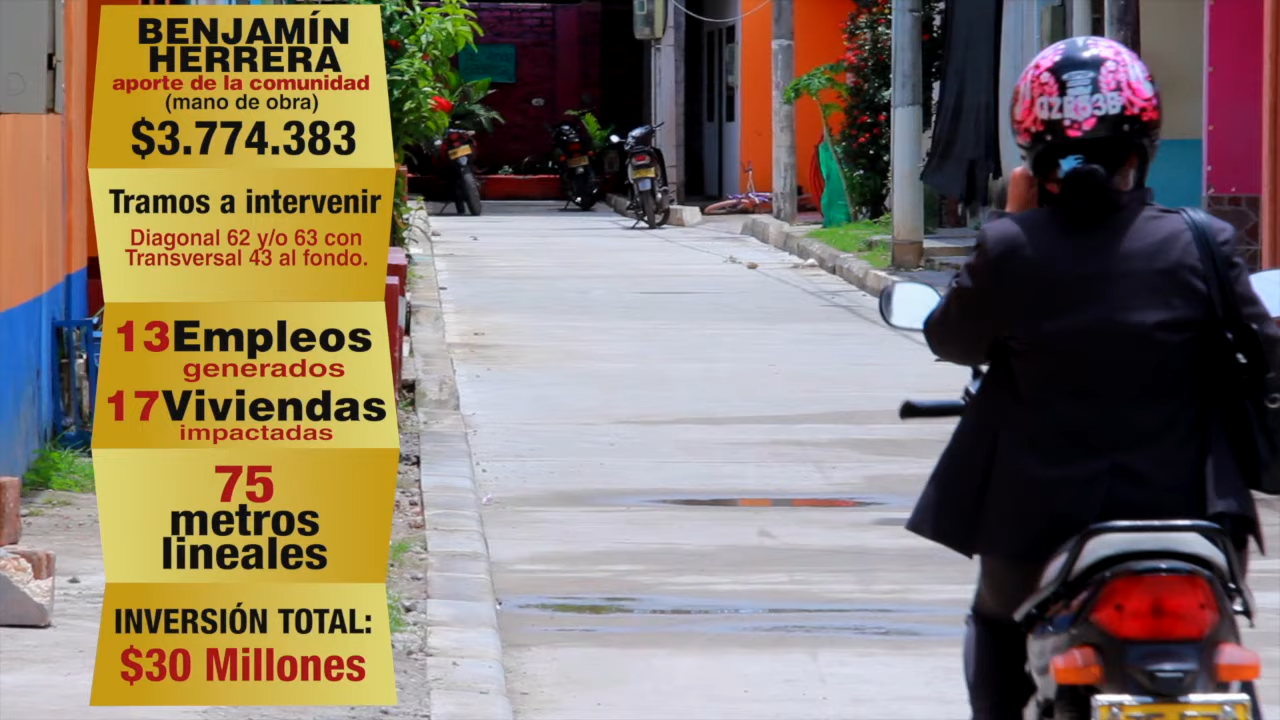 BENJAMÍN
HERRERA
aporte de la comunidad
(mano de obra)
$3.774.383
Tramos a intervenir
Diagonal 62 y/o 63 con
Transversal 43 al fondo.
13Empleos
generados
17Viviendas
impactadas
75
metros
lineales
INVERSIÓN TOTAL:
$30 Millones